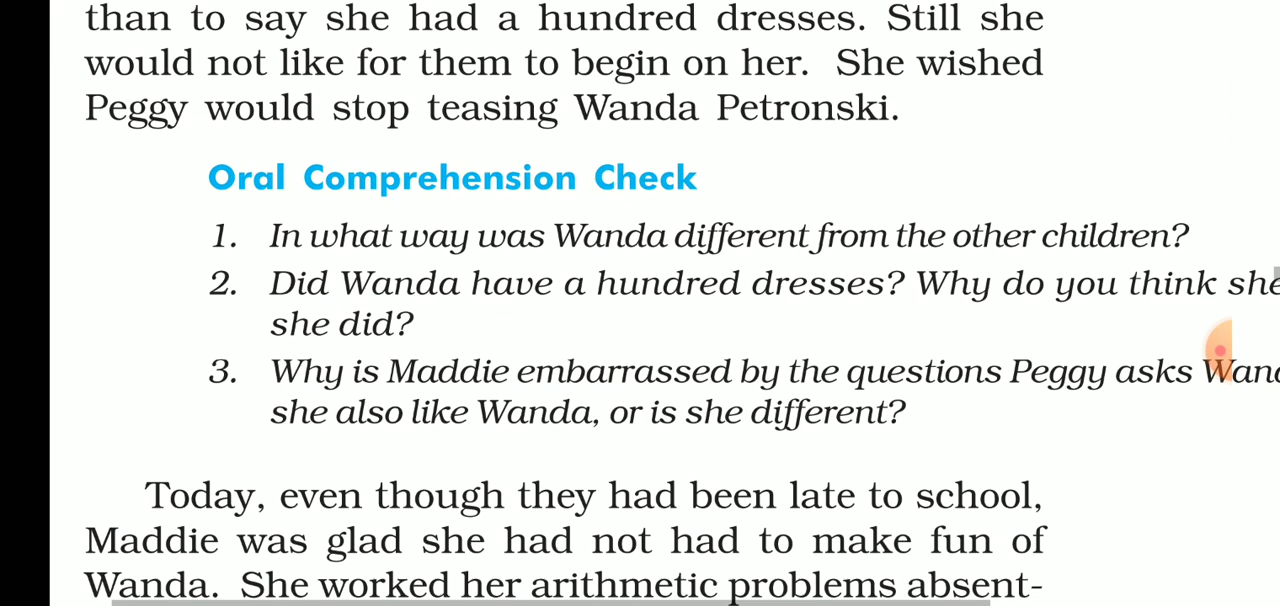 than to say she had a hundred dresses. Still she
would not like for them to begin on her. She wished
Peggy would stop teasing Wanda Petronski.
Oral Comprehension Check
1. In what way was Wanda different from the other children?
2. Did Wanda have a hundred dresses? Why do you think she
she did?
3. Why is Maddie embarrassed by the questions Peggy asks
she also like Wanda, or is she different?
Today, even though they had been late to school,
Maddie was glad she had not had to make fun of
Wanda. She worked her arithmetic problems absent-